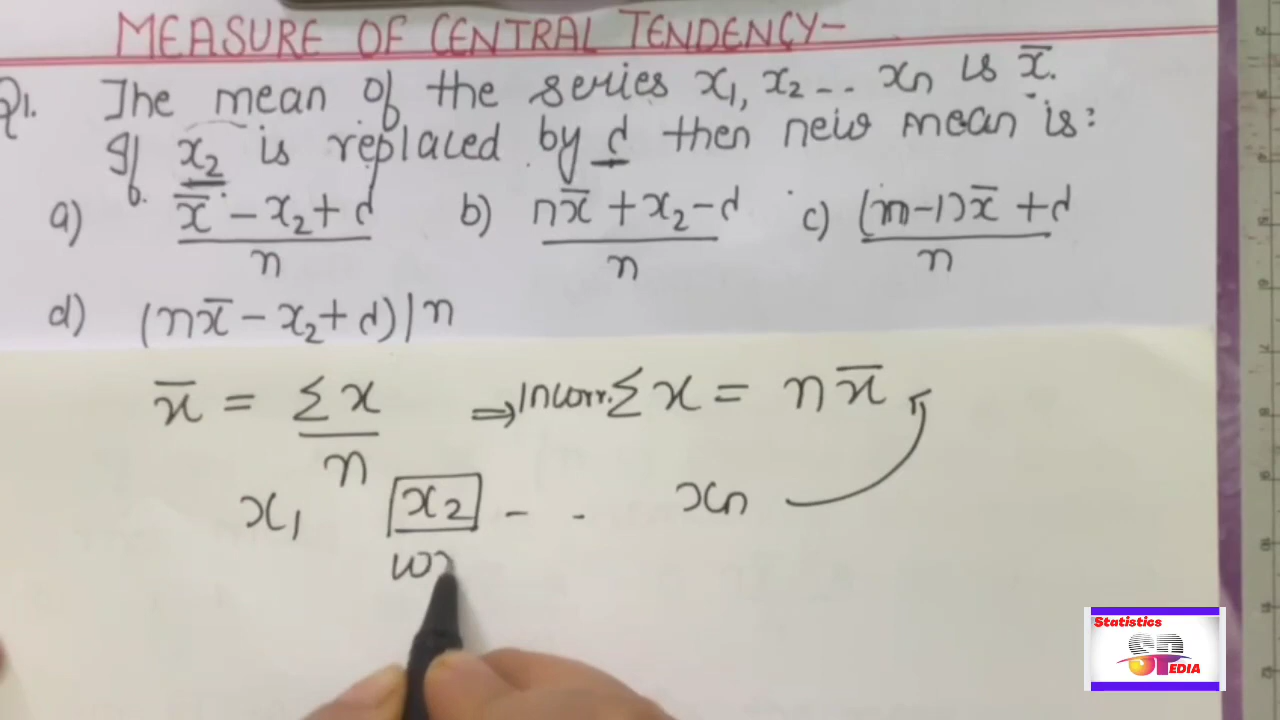 MEASURE OF CENTRAL TENDENCY-
Q1. The mean of the series x₁, x₂ -.. xn is x̄.
If x₂ is replaced by d then new mean is:
a) x̄ - x₂ + d / n b) nx̄ + x₂ - d / n c) (n-1)x̄ + d / n
d) (nx̄ - x₂ + d)|n
x̄ = Σx / n ⇒ Incorr. Σx = nx̄
x₁ x₂ - - xn
Statistics
PEDIA